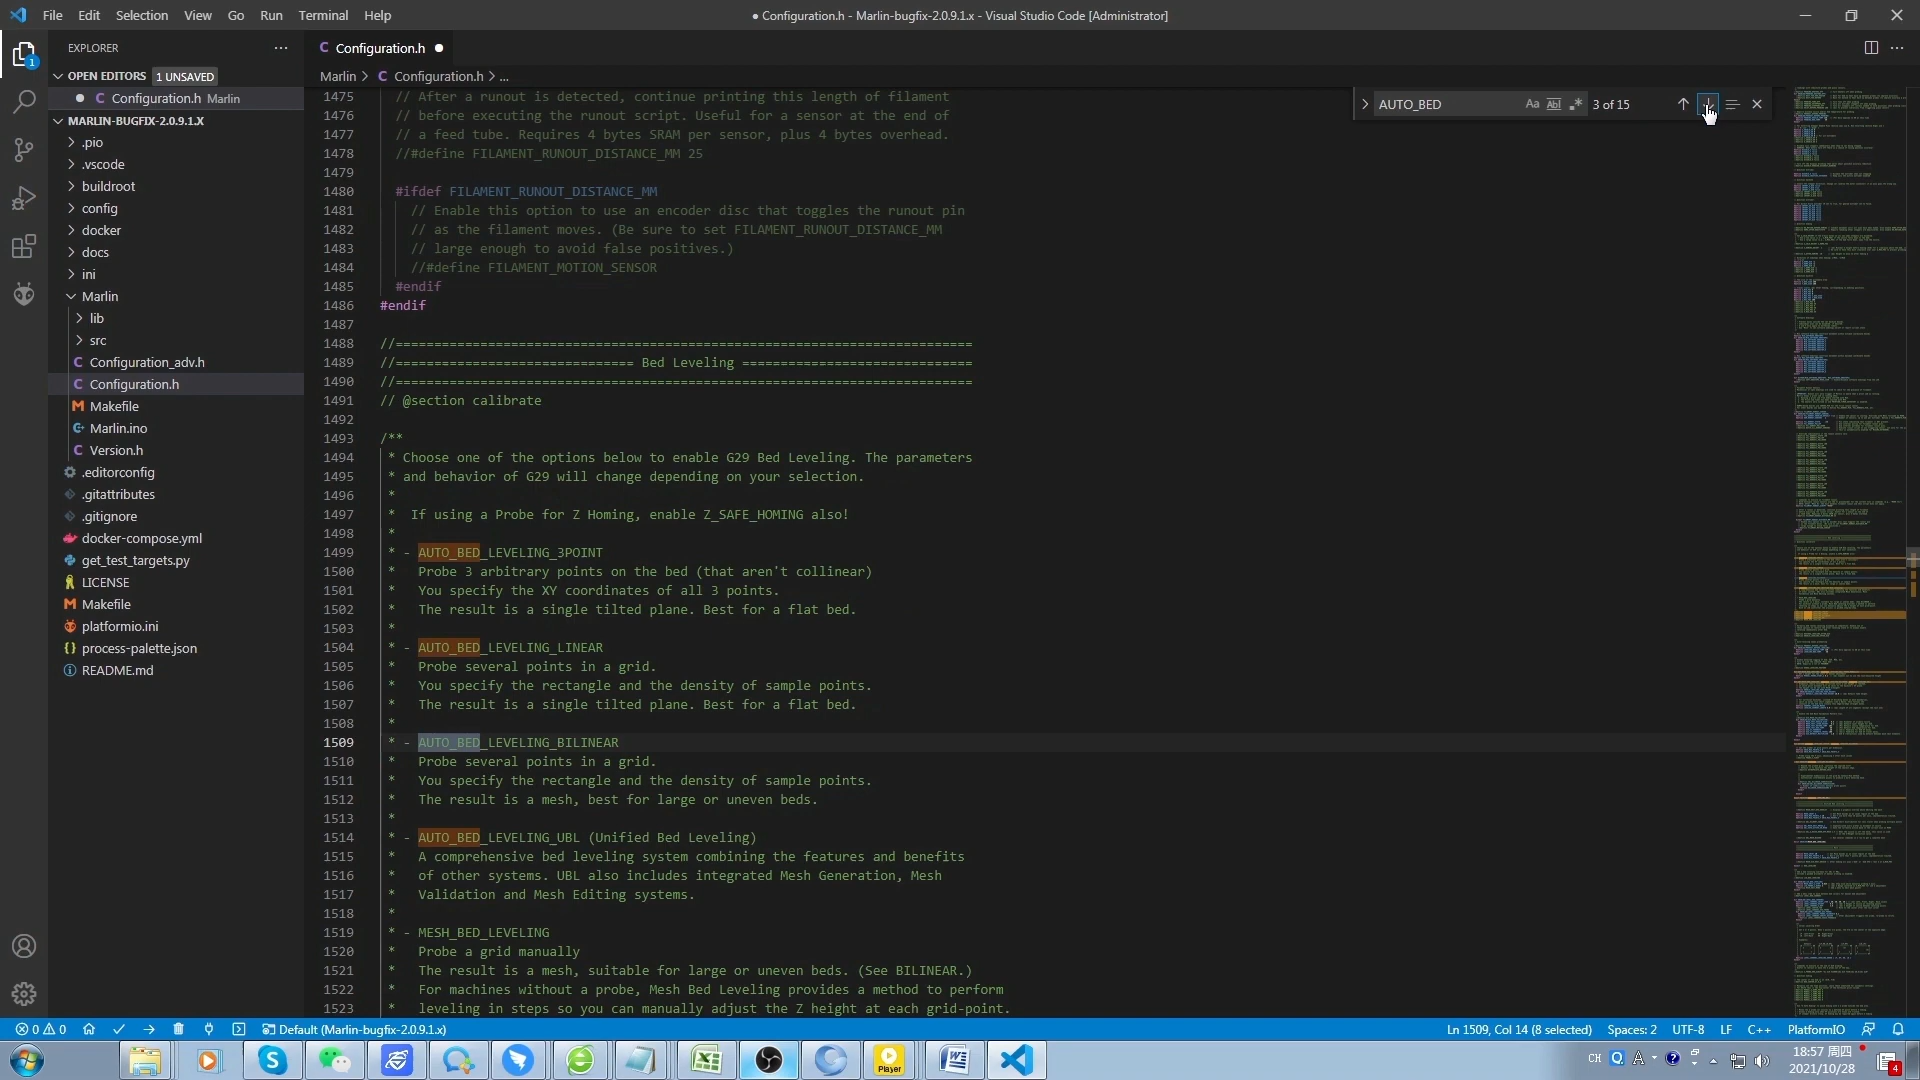 File Edit Selection View Go Run Terminal Help
● Configuration.h - Marlin-bugfix-2.0.9.1.x - Visual Studio Code [Administrator]
EXPLORER
OPEN EDITORS 1 UNSAVED
Configuration.h Marlin
MARLIN-BUGFIX-2.0.9.1.X
.pio
.vscode
buildroot
config
docker
docs
ini
Marlin
lib
src
Configuration_adv.h
Configuration.h
Makefile
Marlin.ino
Version.h
.editorconfig
.gitattributes
.gitignore
docker-compose.yml
get_test_targets.py
LICENSE
Makefile
platformio.ini
process-palette.json
README.md
Configuration.h
Marlin > Configuration.h > ...
AUTO_BED Aa Abl .* 3 of 15
1475 // After a runout is detected, continue printing this length of filament
1476 // before executing the runout script. Useful for a sensor at the end of
1477 // a feed tube. Requires 4 bytes SRAM per sensor, plus 4 bytes overhead.
1478 //#define FILAMENT_RUNOUT_DISTANCE_MM 25
1479
1480 #ifdef FILAMENT_RUNOUT_DISTANCE_MM
1481 // Enable this option to use an encoder disc that toggles the runout pin
1482 // as the filament moves. (Be sure to set FILAMENT_RUNOUT_DISTANCE_MM
1483 // large enough to avoid false positives.)
1484 //#define FILAMENT_MOTION_SENSOR
1485 #endif
1486 #endif
1487
1488 //===========================================================================
1489 //=============================== Bed Leveling ==============================
1490 //===========================================================================
1491 // @section calibrate
1492
1493 /**
1494 * Choose one of the options below to enable G29 Bed Leveling. The parameters
1495 * and behavior of G29 will change depending on your selection.
1496 *
1497 * If using a Probe for Z Homing, enable Z_SAFE_HOMING also!
1498 *
1499 * - AUTO_BED_LEVELING_3POINT
1500 * Probe 3 arbitrary points on the bed (that aren't collinear)
1501 * You specify the XY coordinates of all 3 points.
1502 * The result is a single tilted plane. Best for a flat bed.
1503 *
1504 * - AUTO_BED_LEVELING_LINEAR
1505 * Probe several points in a grid.
1506 * You specify the rectangle and the density of sample points.
1507 * The result is a single tilted plane. Best for a flat bed.
1508 *
1509 * - AUTO_BED_LEVELING_BILINEAR
1510 * Probe several points in a grid.
1511 * You specify the rectangle and the density of sample points.
1512 * The result is a mesh, best for large or uneven beds.
1513 *
1514 * - AUTO_BED_LEVELING_UBL (Unified Bed Leveling)
1515 * A comprehensive bed leveling system combining the features and benefits
1516 * of other systems. UBL also includes integrated Mesh Generation, Mesh
1517 * Validation and Mesh Editing systems.
1518 *
1519 * - MESH_BED_LEVELING
1520 * Probe a grid manually
1521 * The result is a mesh, suitable for large or uneven beds. (See BILINEAR.)
1522 * For machines without a probe, Mesh Bed Leveling provides a method to perform
1523 * leveling in steps so you can manually adjust the Z height at each grid-point.
0 0 Default (Marlin-bugfix-2.0.9.1.x)
Ln 1509, Col 14 (8 selected) Spaces: 2 UTF-8 LF C++ PlatformIO
Player
CH
18:57 周四
2021/10/28
4